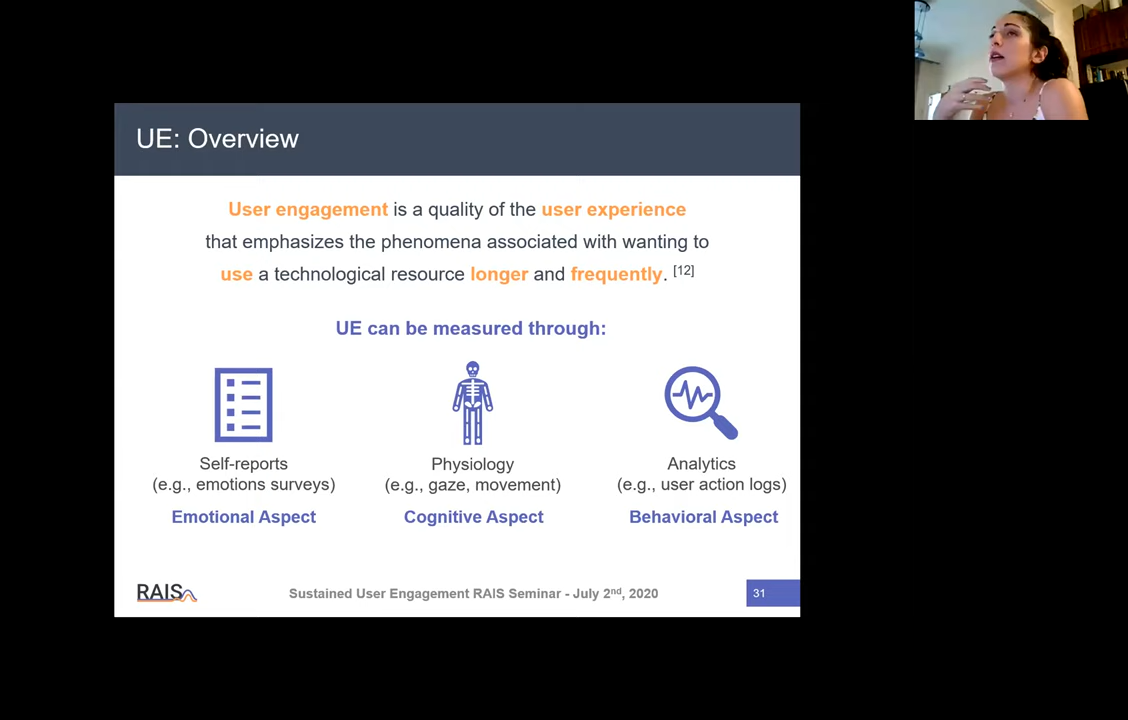 UE: Overview
User engagement is a quality of the user experience
that emphasizes the phenomena associated with wanting to
use a technological resource longer and frequently. [12]
UE can be measured through:
Self-reports
(e.g., emotions surveys)
Emotional Aspect
Physiology
(e.g., gaze, movement)
Cognitive Aspect
Analytics
(e.g., user action logs)
Behavioral Aspect
RAIS
Sustained User Engagement RAIS Seminar - July 2nd, 2020
31